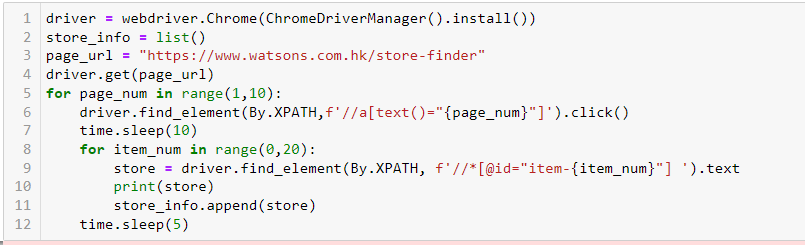 1 driver = webdriver.Chrome(ChromeDriverManager().install())
2 store_info = list()
3 page_url = "https://www.watsons.com.hk/store-finder"
4 driver.get(page_url)
5 for page_num in range(1,10):
6     driver.find_element(By.XPATH,f'//a[text()="{page_num}"]').click()
7     time.sleep(10)
8     for item_num in range(0,20):
9         store = driver.find_element(By.XPATH, f'//*[@id="item-{item_num}"] ').text
10         print(store)
11         store_info.append(store)
12     time.sleep(5)